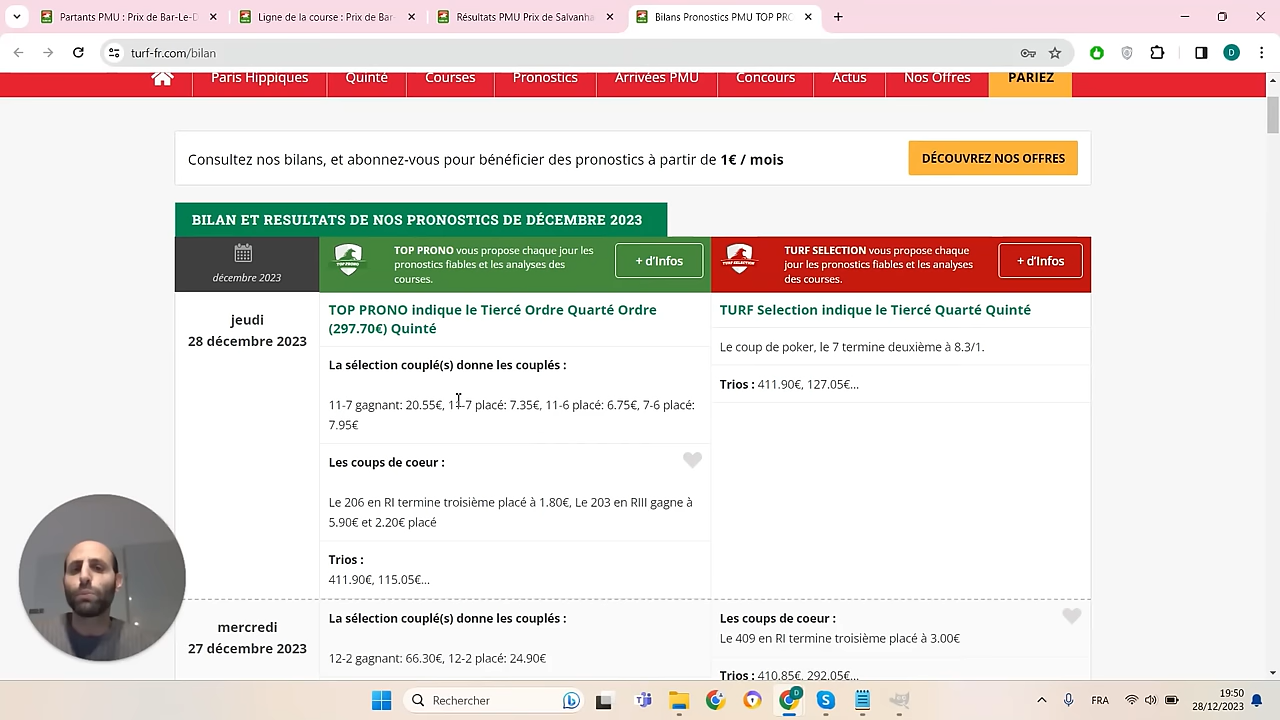 Partants PMU : Prix de Bar-Le-D
Ligne de la course : Prix de Bar-
Résultats PMU Prix de Salvanha
Bilans Pronostics PMU TOP PRO
turf-fr.com/bilan
D
Paris Hippiques
Quinté
Courses
Pronostics
Arrivées PMU
Concours
Actus
Nos Offres
PARIEZ
Consultez nos bilans, et abonnez-vous pour bénéficier des pronostics à partir de 1€ / mois
DÉCOUVREZ NOS OFFRES
BILAN ET RESULTATS DE NOS PRONOSTICS DE DÉCEMBRE 2023
décembre 2023
TOP PRONO vous propose chaque jour les
pronostics fiables et les analyses des
courses.
+ d'Infos
TURF SELECTION vous propose chaque
jour les pronostics fiables et les analyses
des courses.
+ d'Infos
jeudi
28 décembre 2023
TOP PRONO indique le Tiercé Ordre Quarté Ordre
(297.70€) Quinté
La sélection couplé(s) donne les couplés :
11-7 gagnant: 20.55€, 11-7 placé: 7.35€, 11-6 placé: 6.75€, 7-6 placé:
7.95€
Les coups de coeur :
Le 206 en RI termine troisième placé à 1.80€, Le 203 en RIII gagne à
5.90€ et 2.20€ placé
Trios :
411.90€, 115.05€...
TURF Selection indique le Tiercé Quarté Quinté
Le coup de poker, le 7 termine deuxième à 8.3/1.
Trios : 411.90€, 127.05€...
mercredi
27 décembre 2023
La sélection couplé(s) donne les couplés :
12-2 gagnant: 66.30€, 12-2 placé: 24.90€
Les coups de coeur :
Le 409 en RI termine troisième placé à 3.00€
Trios : 410.85€, 292.05€...
Rechercher
D
FRA
19:50
28/12/2023